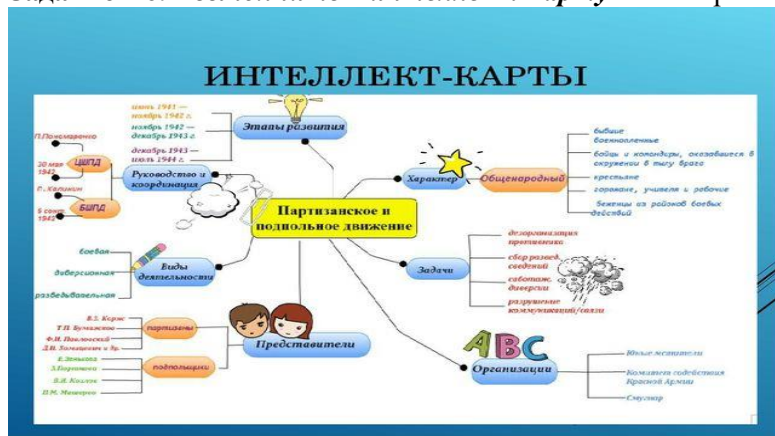 ИНТЕЛЛЕКТ-КАРТЫ
июнь 1941 —
ноябрь 1942 г.
ноябрь 1942 —
декабрь 1943 г.
декабрь 1943 —
июль 1944 г.
Этапы развития
П.Пономаренко
ЦШПД
30 мая
1942
БШПД
Руководство и
координация
Партизанское и
подпольное движение
Характер
Общенародный
бывшие
военнопленные
бойцы и командиры, оказавшиеся в
окружении в тылу врага
крестьяне
горожане, учителя и рабочие
беженцы из районов боевых
действий
боевая
диверсионная
разведывательная
Виды
деятельности
Задачи
дезорганизация
противника
сбор развед.
сведений
саботаж,
диверсии
разрушение
коммуникаций/связи
В.З. Корж
Т.П. Бумажков
Ф.И. Павловский
партизаны
З.Портнова
В.И. Козлов
П.М. Машеров
подпольщики
Представители
ABC
Организации
Юные мстители
Комитет содействия
Красной Армии